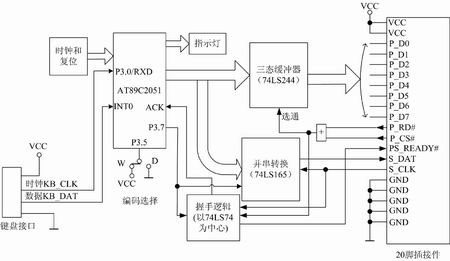 时钟和
复位
指示灯
P3.0/RXD
AT89C2051
INT0
ACK
P3.7
P3.5
W
D
VCC
编码选择
三态缓冲器
(74LS244)
选通
+
并串转换
(74LS165)
握手逻辑
(以74LS74
为中心)
VCC
时钟KB_CLK
数据KB_DAT
键盘接口
VCC
VCC
VCC
P_D0
P_D1
P_D2
P_D3
P_D4
P_D5
P_D6
P_D7
P_RD#
P_CS#
PS_READY#
S_DAT
S_CLK
GND
GND
GND
GND
GND
20脚插接件